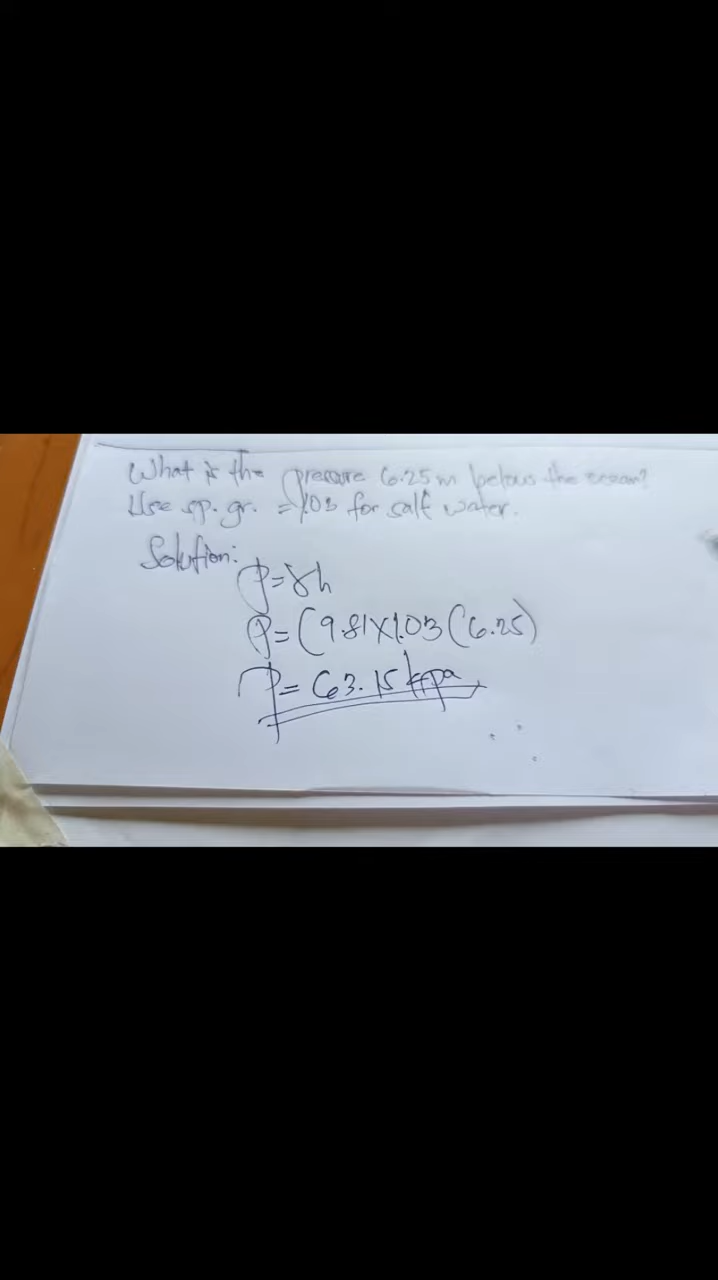 What is the pressure 6.25m below the ocean?
Use sp. gr. = 1.03 for salt water.
Solution:
P=γh
P= (9.81×1.03(6.25)
P= 63.15 kpa